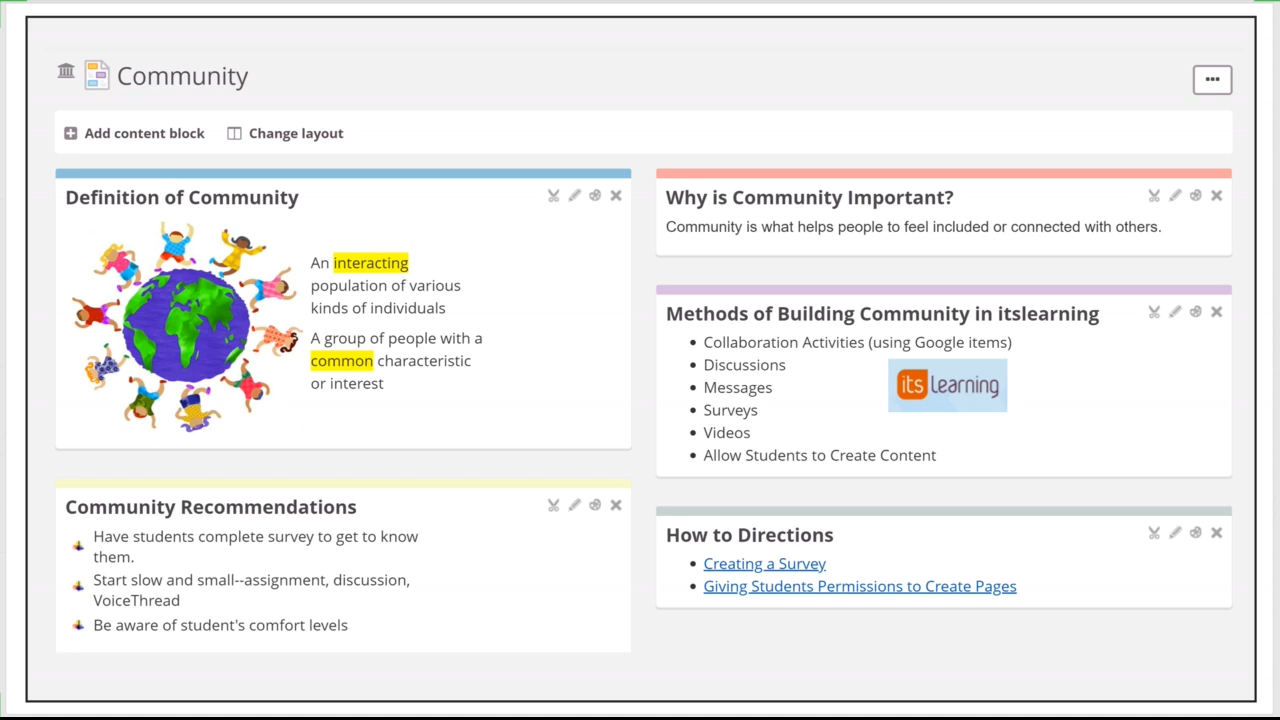 Community
Add content block
Change layout
Definition of Community
An interacting
population of various
kinds of individuals
A group of people with a
common characteristic
or interest
Community Recommendations
Have students complete survey to get to know
them.
Start slow and small--assignment, discussion,
VoiceThread
Be aware of student's comfort levels
Why is Community Important?
Community is what helps people to feel included or connected with others.
Methods of Building Community in itslearning
Collaboration Activities (using Google items)
Discussions
Messages
Surveys
Videos
Allow Students to Create Content
its Learning
How to Directions
Creating a Survey
Giving Students Permissions to Create Pages